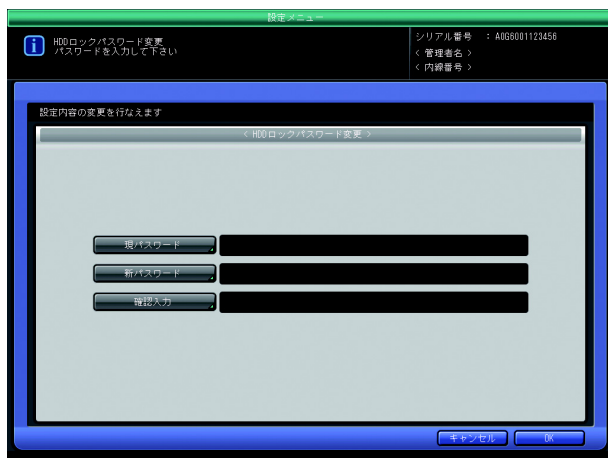 設定メニュー
HDDロックパスワード変更
パスワードを入力して下さい
シリアル番号 : A0G6001123456
< 管理者名 >
< 内線番号 >
設定内容の変更を行なえます
< HDDロックパスワード変更 >
現パスワード
新パスワード
確認入力
キャンセル OK